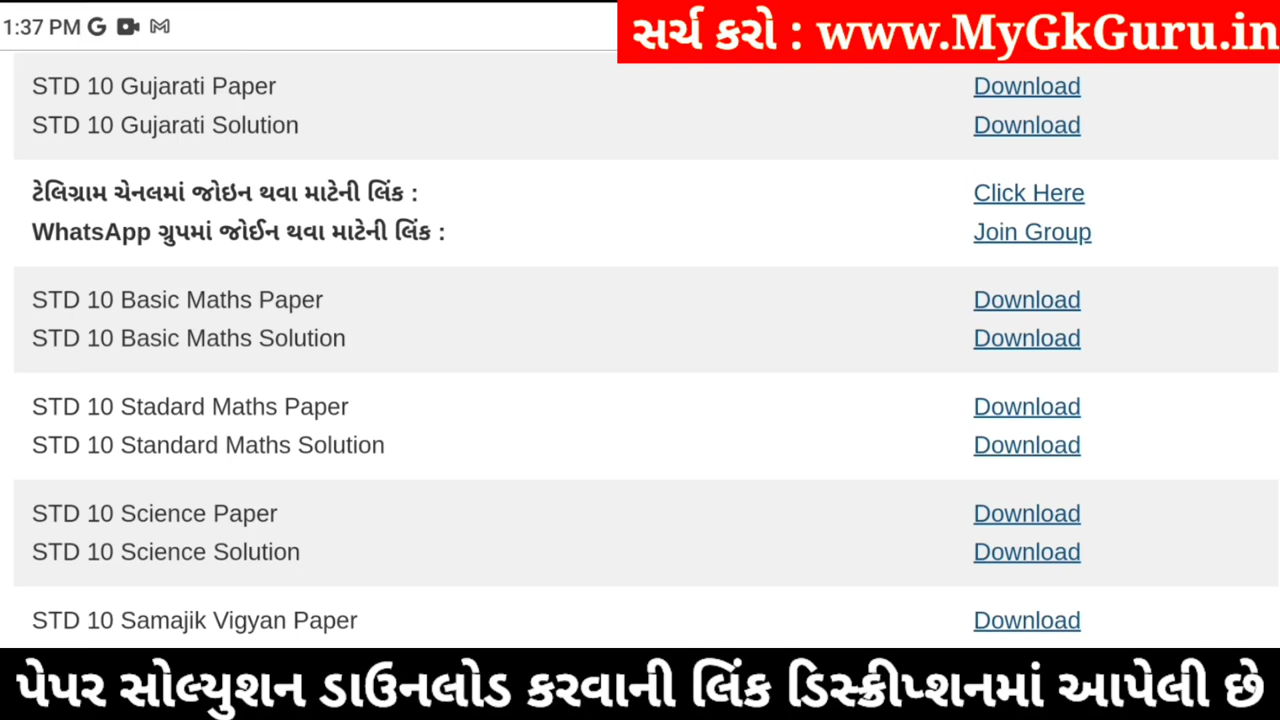 1:37 PM G
સર્ચ કરો : www.MyGkGuru.in
STD 10 Gujarati Paper Download
STD 10 Gujarati Solution Download
ટેલિગ્રામ ચેનલમાં જોઇન થવા માટેની લિંક : Click Here
WhatsApp ગ્રુપમાં જોઈન થવા માટેની લિંક : Join Group
STD 10 Basic Maths Paper Download
STD 10 Basic Maths Solution Download
STD 10 Stadard Maths Paper Download
STD 10 Standard Maths Solution Download
STD 10 Science Paper Download
STD 10 Science Solution Download
STD 10 Samajik Vigyan Paper Download
પેપર સોલ્યુશન ડાઉનલોડ કરવાની લિંક ડિસ્ક્રીપ્શનમાં આપેલી છે